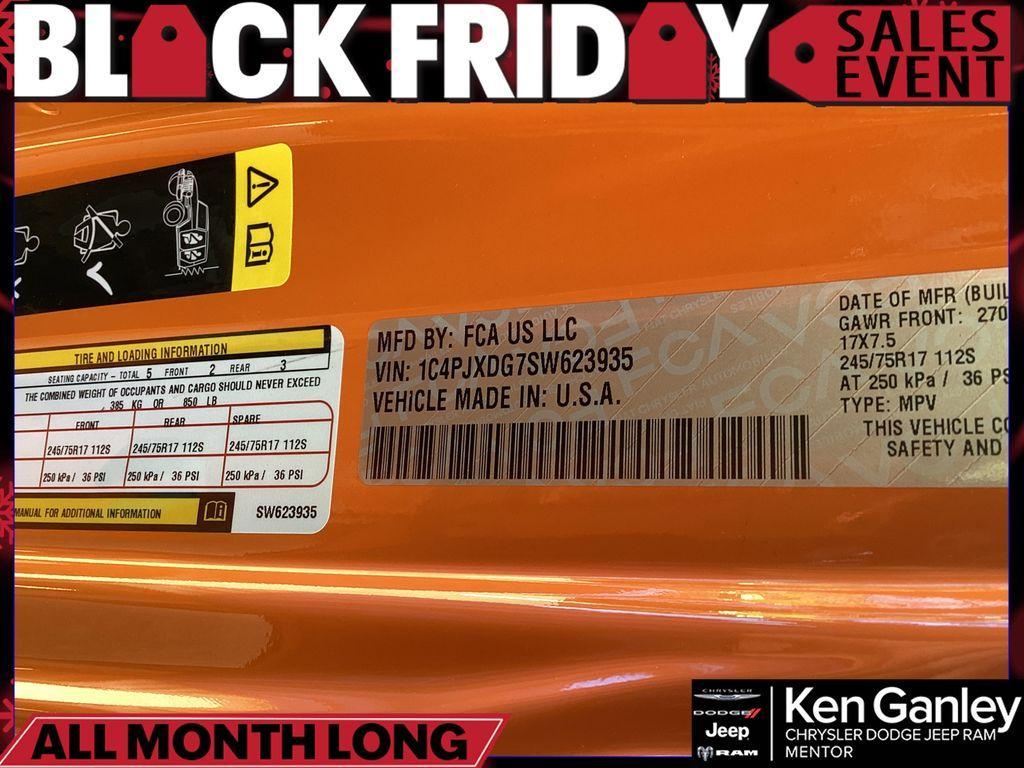 BLACK FRIDAY SALES EVENT
TIRE AND LOADING INFORMATION
SEATING CAPACITY - TOTAL 5 FRONT 2 REAR 3
THE COMBINED WEIGHT OF OCCUPANTS AND CARGO SHOULD NEVER EXCEED
385 KG OR 850 LB
FRONT REAR SPARE
245/75R17 112S 245/75R17 112S 245/75R17 112S
250 kPa / 36 PSI 250 kPa / 36 PSI 250 kPa / 36 PSI
MANUAL FOR ADDITIONAL INFORMATION
SW623935
MFD BY: FCA US LLC
VIN: 1C4PJXDG7SW623935
VEHICLE MADE IN: U.S.A.
DATE OF MFR (BUIL
GAWR FRONT: 270
17X7.5
245/75R17 112S
AT 250 kPa / 36 PS
TYPE: MPV
THIS VEHICLE CO
SAFETY AND
ALL MONTH LONG
CHRYSLER
DODGE
Jeep
RAM
Ken Ganley
CHRYSLER DODGE JEEP RAM
MENTOR